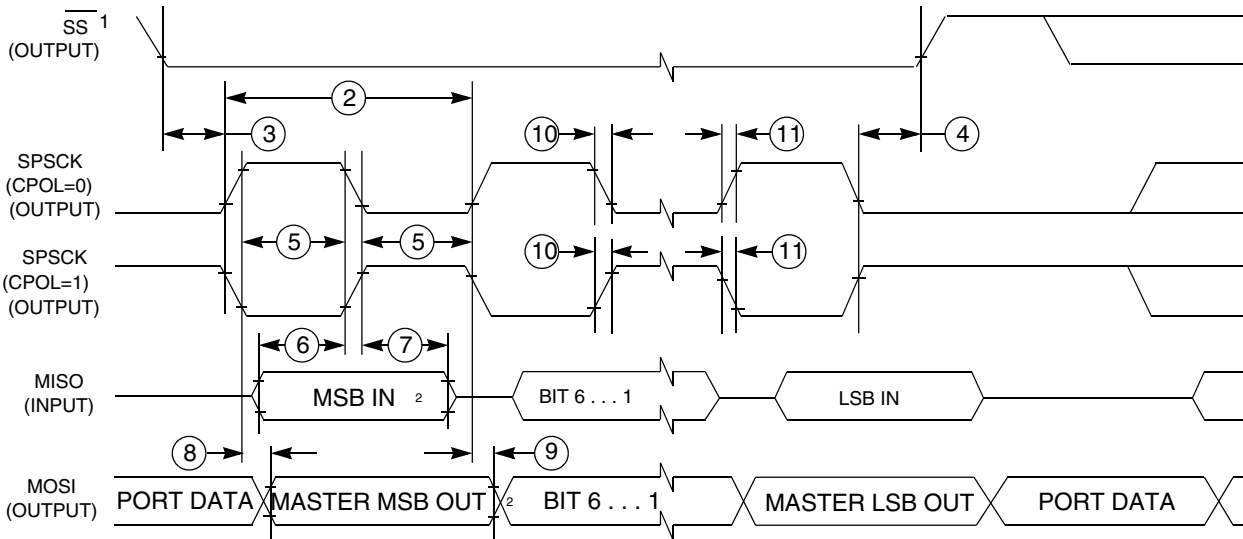 SS 1
(OUTPUT)
2
3
10
11
4
SPSCK
(CPOL=0)
(OUTPUT)
5
5
SPSCK
(CPOL=1)
(OUTPUT)
10
11
6
7
MISO
(INPUT)
MSB IN 2
BIT 6 . . . 1
LSB IN
8
9
MOSI
(OUTPUT)
PORT DATA
MASTER MSB OUT 2
BIT 6 . . . 1
MASTER LSB OUT
PORT DATA